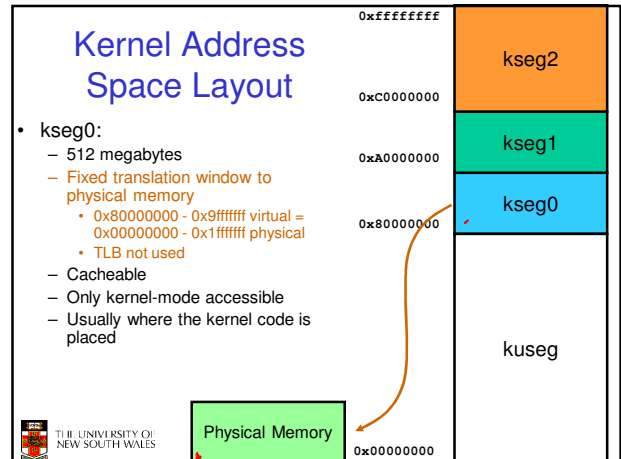 Kernel Address
Space Layout
• kseg0:
– 512 megabytes
– Fixed translation window to
physical memory
• 0x80000000 - 0x9fffffff virtual =
0x00000000 - 0x1fffffff physical
• TLB not used
– Cacheable
– Only kernel-mode accessible
– Usually where the kernel code is
placed
THE UNIVERSITY OF
NEW SOUTH WALES
Physical Memory
0xffffffff
kseg2
0xC0000000
kseg1
0xA0000000
kseg0
0x80000000
kuseg
0x00000000